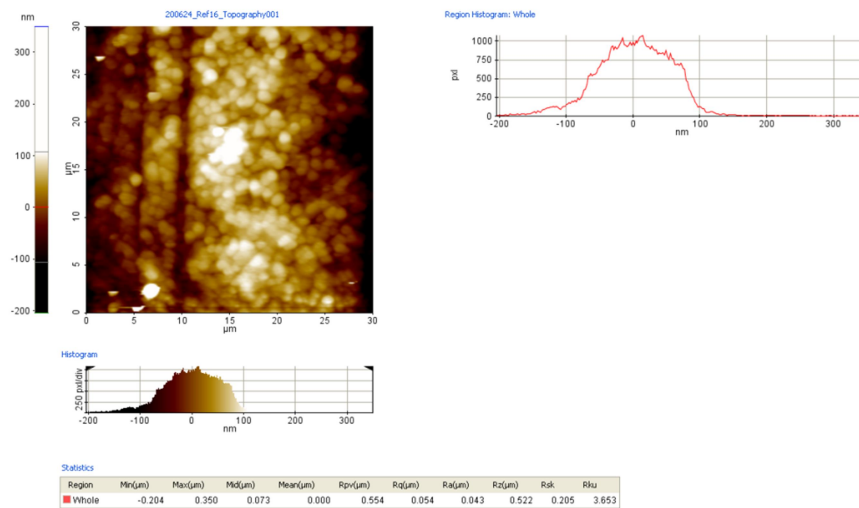 nm
300
200
100
0
-100
-200
200624_Ref16_Topography001
30
25
20
15
10
5
0
µm
0 5 10 15 20 25 30
µm
Region Histogram: Whole
1000
750
500
250
0
pxl
-200 -100 0 100 200 300
nm
Histogram
250 pxl/div
-200 -100 0 100 200 300
nm
Statistics
Region Min(µm) Max(µm) Mid(µm) Mean(µm) Rpv(µm) Rq(µm) Ra(µm) Rz(µm) Rsk Rku
Whole -0.204 0.350 0.073 0.000 0.554 0.054 0.043 0.522 0.205 3.653